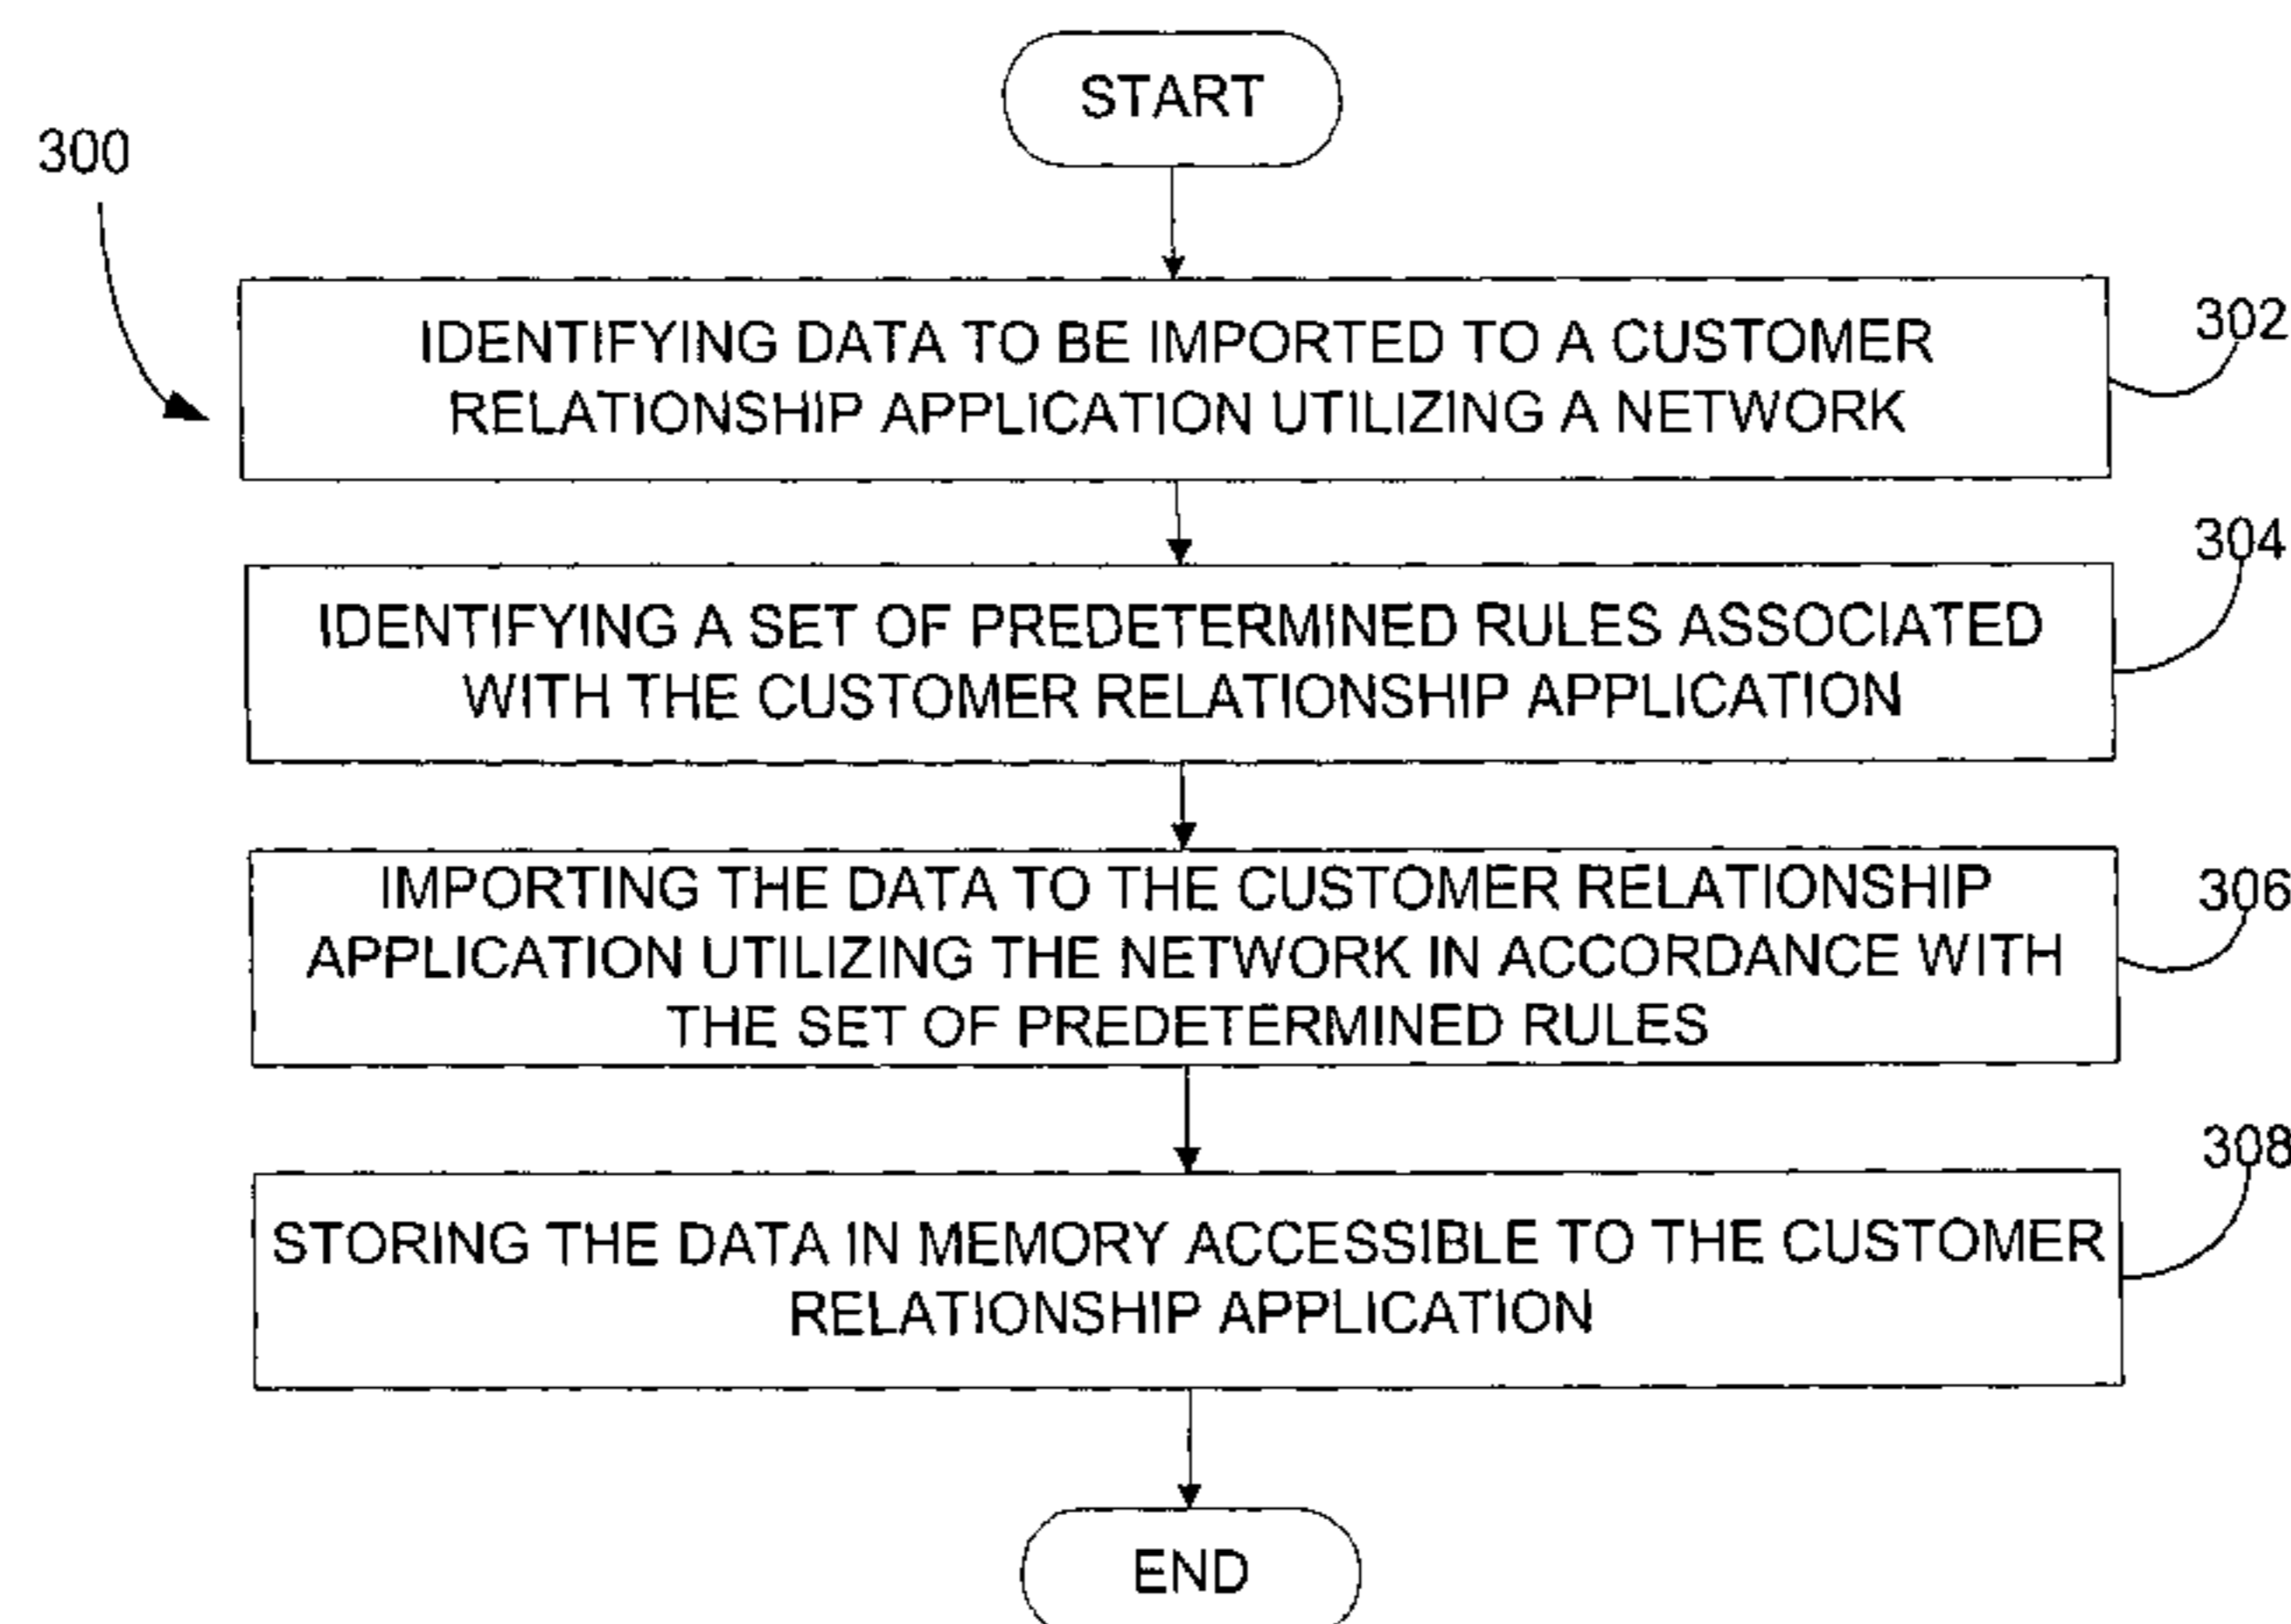 START
300
IDENTIFYING DATA TO BE IMPORTED TO A CUSTOMER
RELATIONSHIP APPLICATION UTILIZING A NETWORK
302
304
IDENTIFYING A SET OF PREDETERMINED RULES ASSOCIATED
WITH THE CUSTOMER RELATIONSHIP APPLICATION
IMPORTING THE DATA TO THE CUSTOMER RELATIONSHIP
APPLICATION UTILIZING THE NETWORK IN ACCORDANCE WITH
THE SET OF PREDETERMINED RULES
306
308
STORING THE DATA IN MEMORY ACCESSIBLE TO THE CUSTOMER
RELATIONSHIP APPLICATION
END